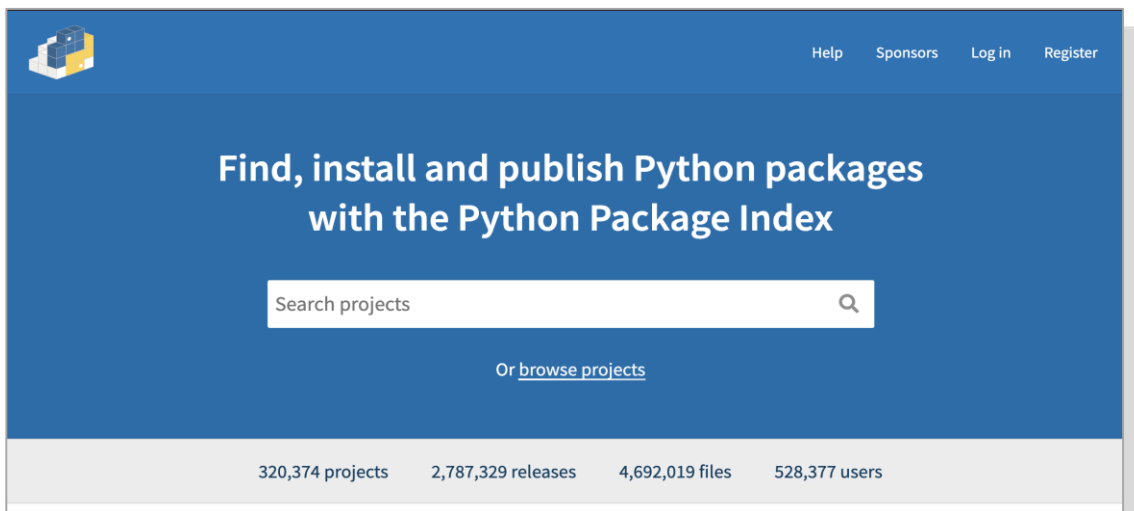 Help Sponsors Log in Register
Find, install and publish Python packages
with the Python Package Index
Search projects
Or browse projects
320,374 projects 2,787,329 releases 4,692,019 files 528,377 users